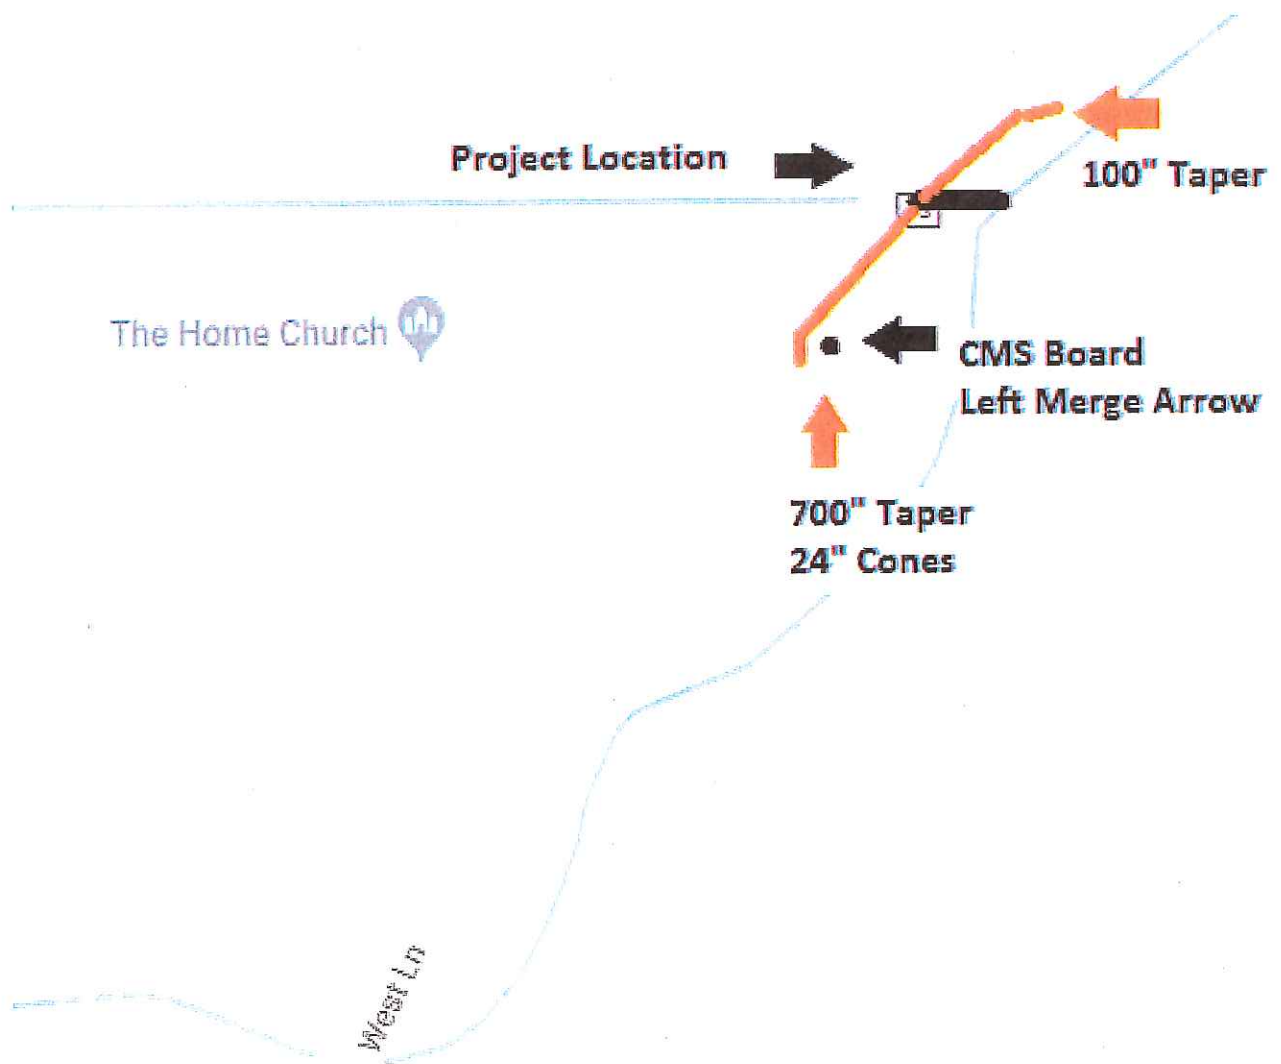 Project Location
100" Taper
The Home Church
CMS Board
Left Merge Arrow
700" Taper
24" Cones
West Ln